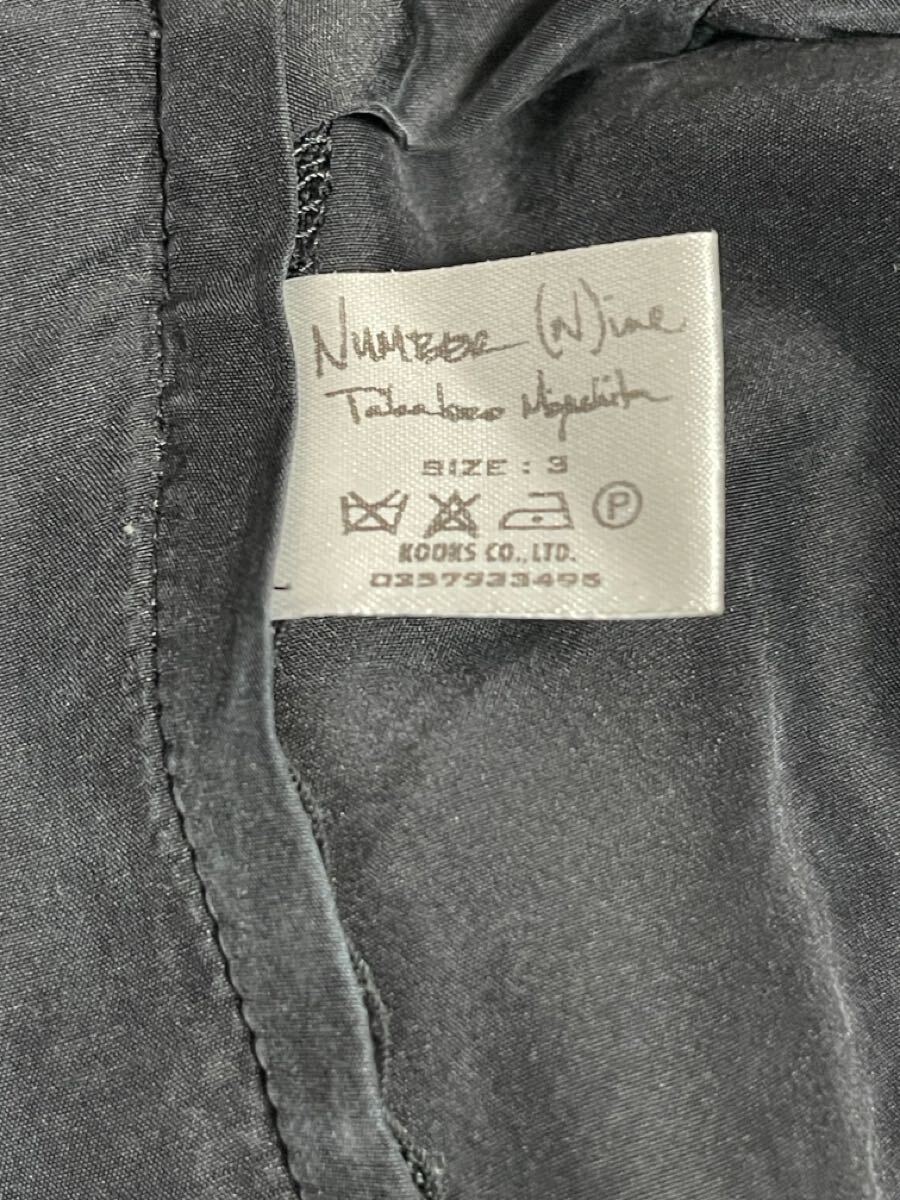 NUMBER (N)ine
Takahiro Miyashita
SIZE : 3
P
KOOKS CO., LTD.
0357933495